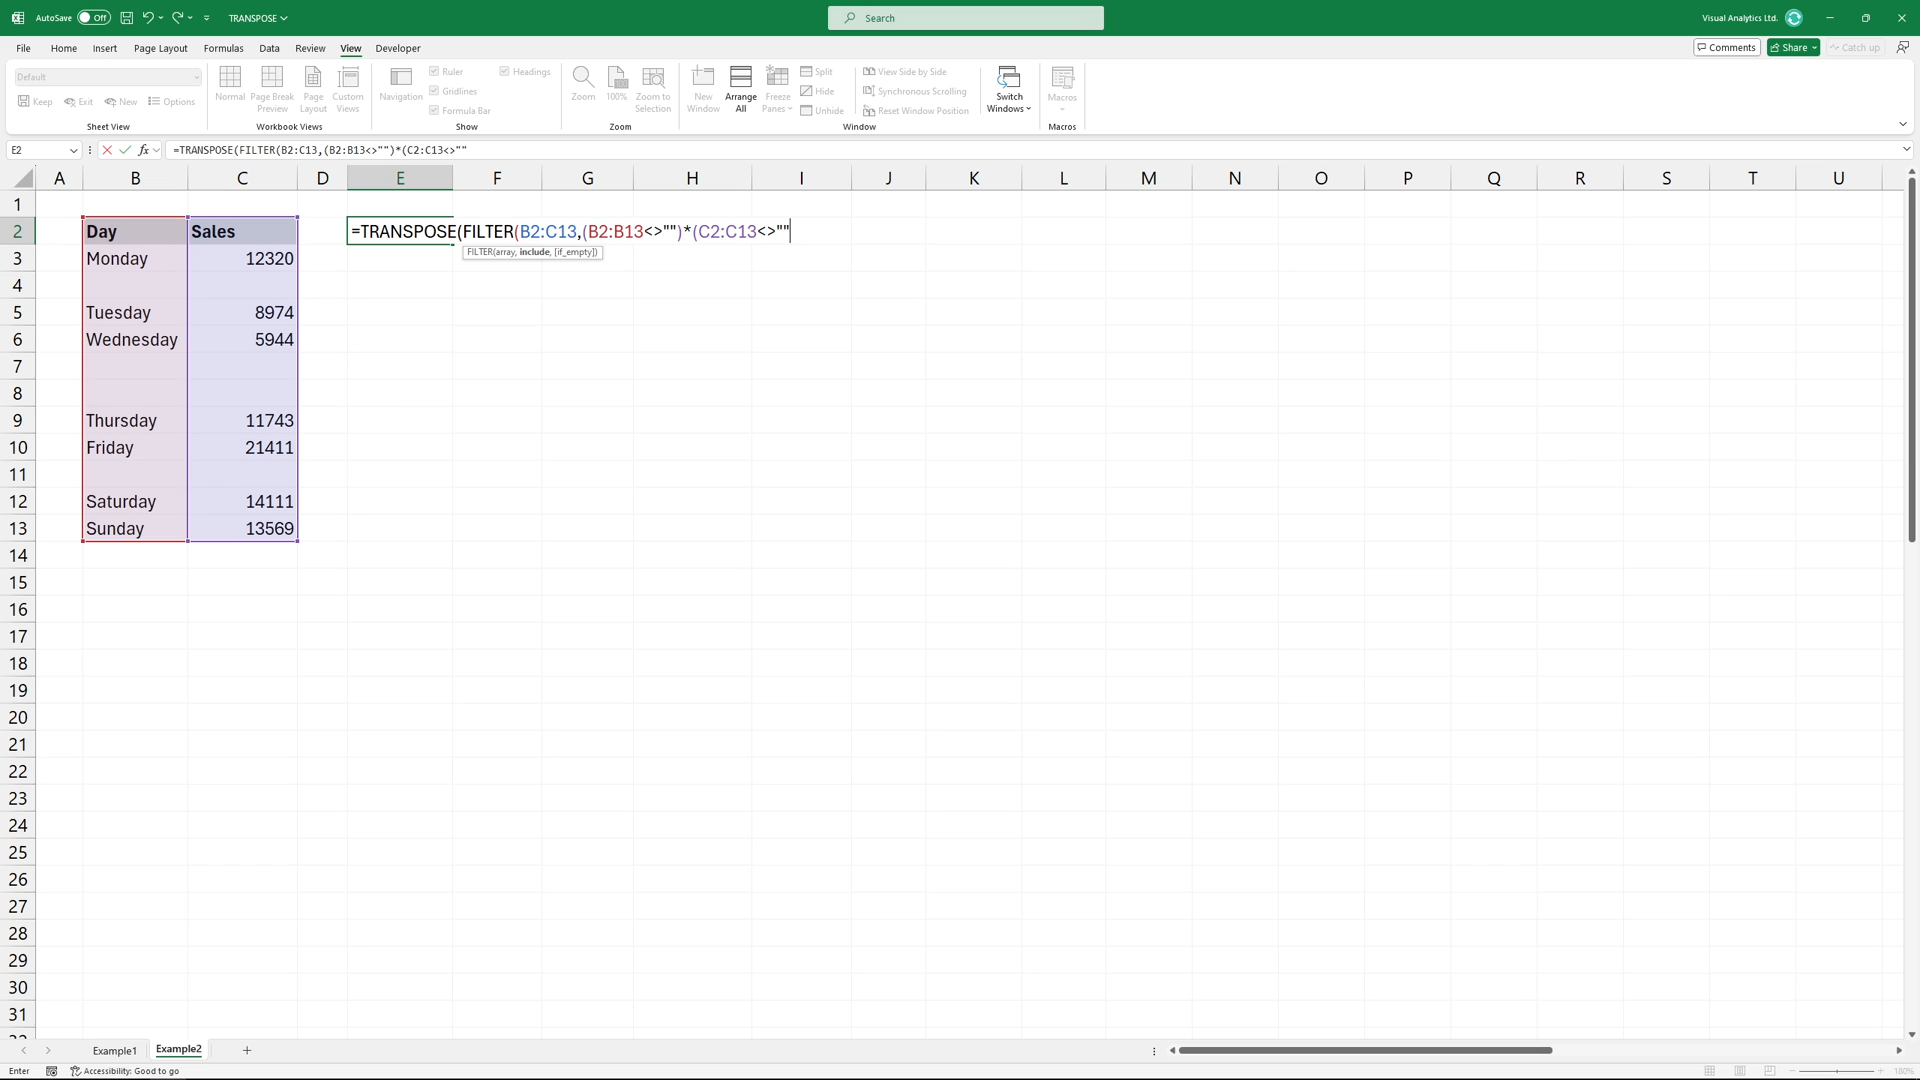 AutoSave Off TRANSPOSE Search Visual Analytics Ltd.
File Home Insert Page Layout Formulas Data Review View Developer Comments Share Catch up
Default
Keep Exit New Options
Sheet View
Normal Page Break Preview Page Layout Custom Views
Workbook Views
Navigation Ruler Gridlines Formula Bar Headings
Show
Zoom 100% Zoom to Selection
Zoom
New Window Arrange All Freeze Panes Split Hide Unhide View Side by Side Synchronous Scrolling Reset Window Position Switch Windows
Window
Macros
Macros
E2 fx =TRANSPOSE(FILTER(B2:C13,(B2:B13<>"")*(C2:C13<>""
A B C D E F G H I J K L M N O P Q R S T U
1
2 Day Sales =TRANSPOSE(FILTER(B2:C13,(B2:B13<>"")*(C2:C13<>""
FILTER(array, include, [if_empty])
3 Monday 12320
4
5 Tuesday 8974
6 Wednesday 5944
7
8
9 Thursday 11743
10 Friday 21411
11
12 Saturday 14111
13 Sunday 13569
14
15
16
17
18
19
20
21
22
23
24
25
26
27
28
29
30
31
Example1 Example2
Enter Accessibility: Good to go 180%